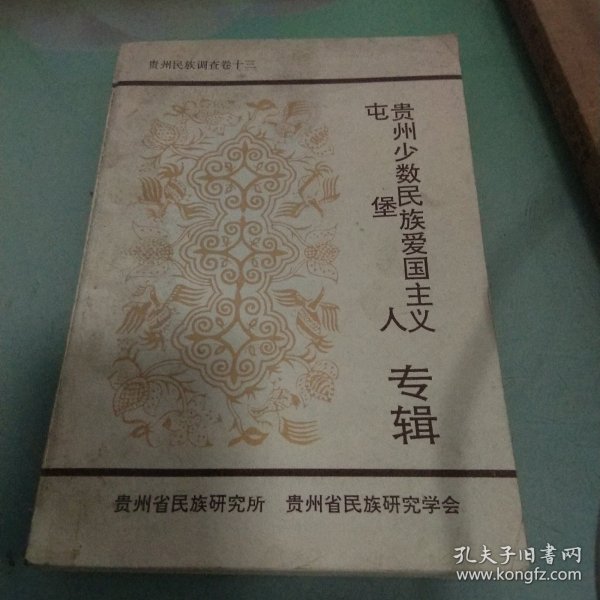 贵州民族调查卷十三
贵州少数民族爱国主义
屯堡人
专辑
贵州省民族研究所 贵州省民族研究学会
孔夫子旧书网
www.kongfz.com